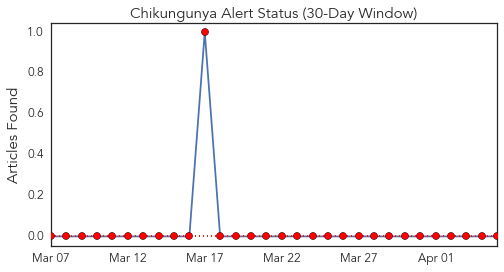 Chikungunya Alert Status (30-Day Window)
Articles Found
1.0
0.8
0.6
0.4
0.2
0.0
Mar 07 Mar 12 Mar 17 Mar 22 Mar 27 Apr 01